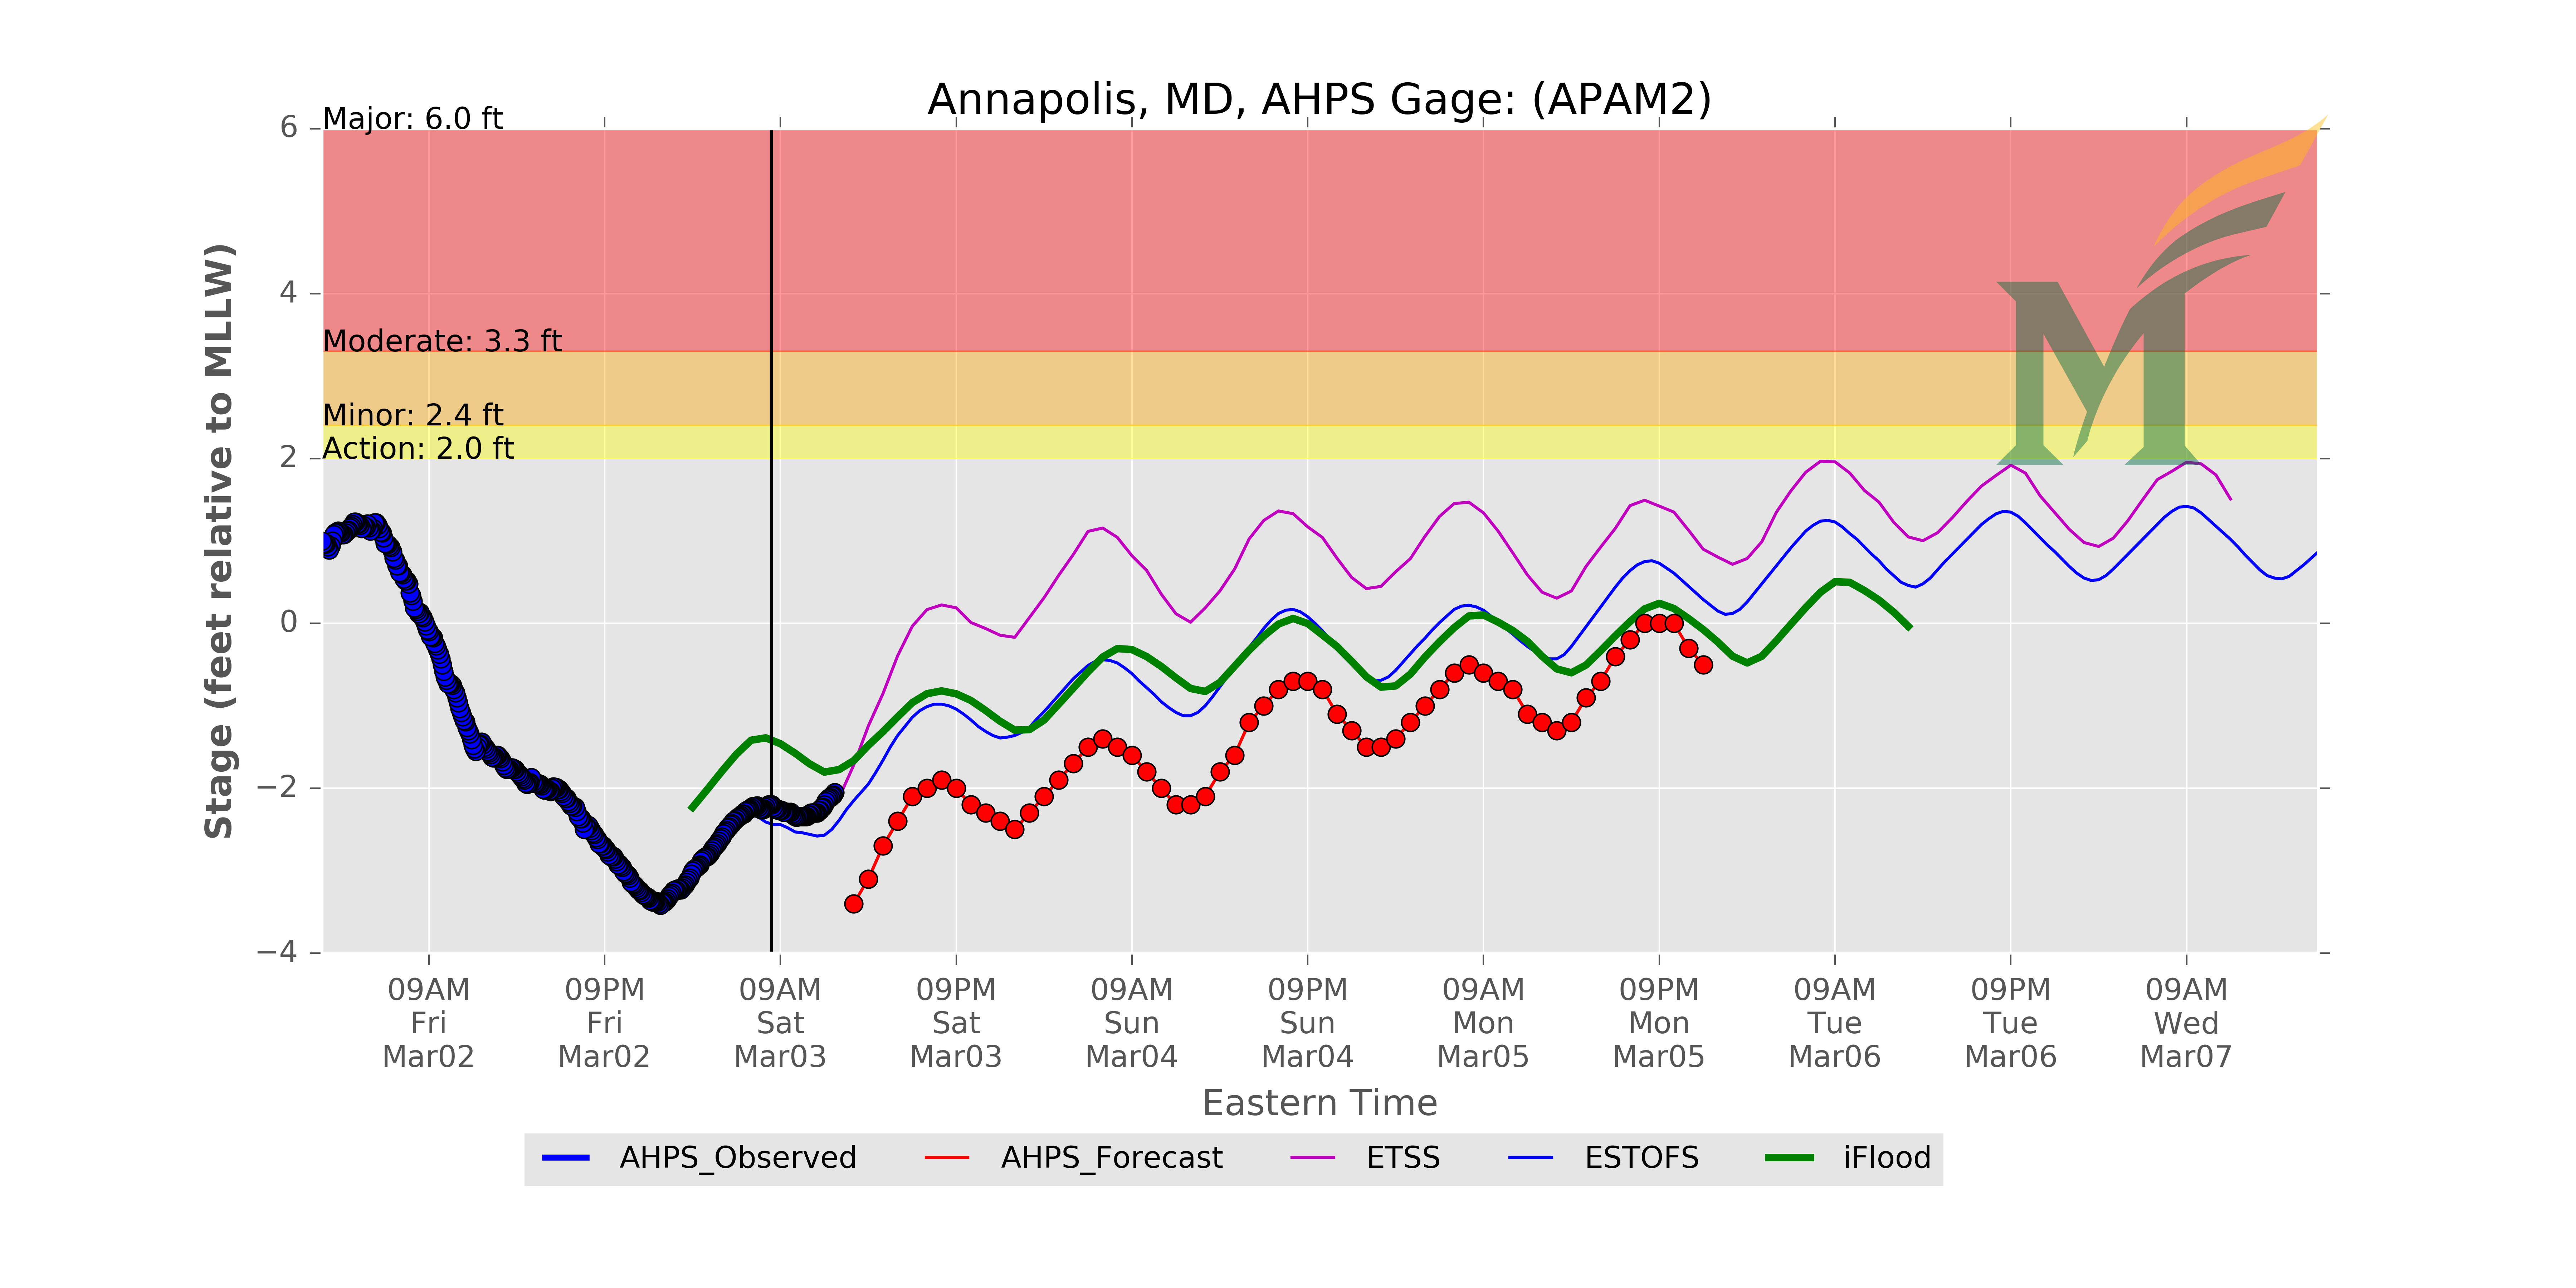 Annapolis, MD, AHPS Gage: (APAM2)
Major: 6.0 ft
Moderate: 3.3 ft
Minor: 2.4 ft
Action: 2.0 ft
6
4
2
0
−2
−4
Stage (feet relative to MLLW)
09AM 09PM 09AM 09PM 09AM 09PM 09AM 09PM 09AM 09PM 09AM
Fri Fri Sat Sat Sun Sun Mon Mon Tue Tue Wed
Mar02 Mar02 Mar03 Mar03 Mar04 Mar04 Mar05 Mar05 Mar06 Mar06 Mar07
Eastern Time
AHPS_Observed AHPS_Forecast ETSS ESTOFS iFlood
M